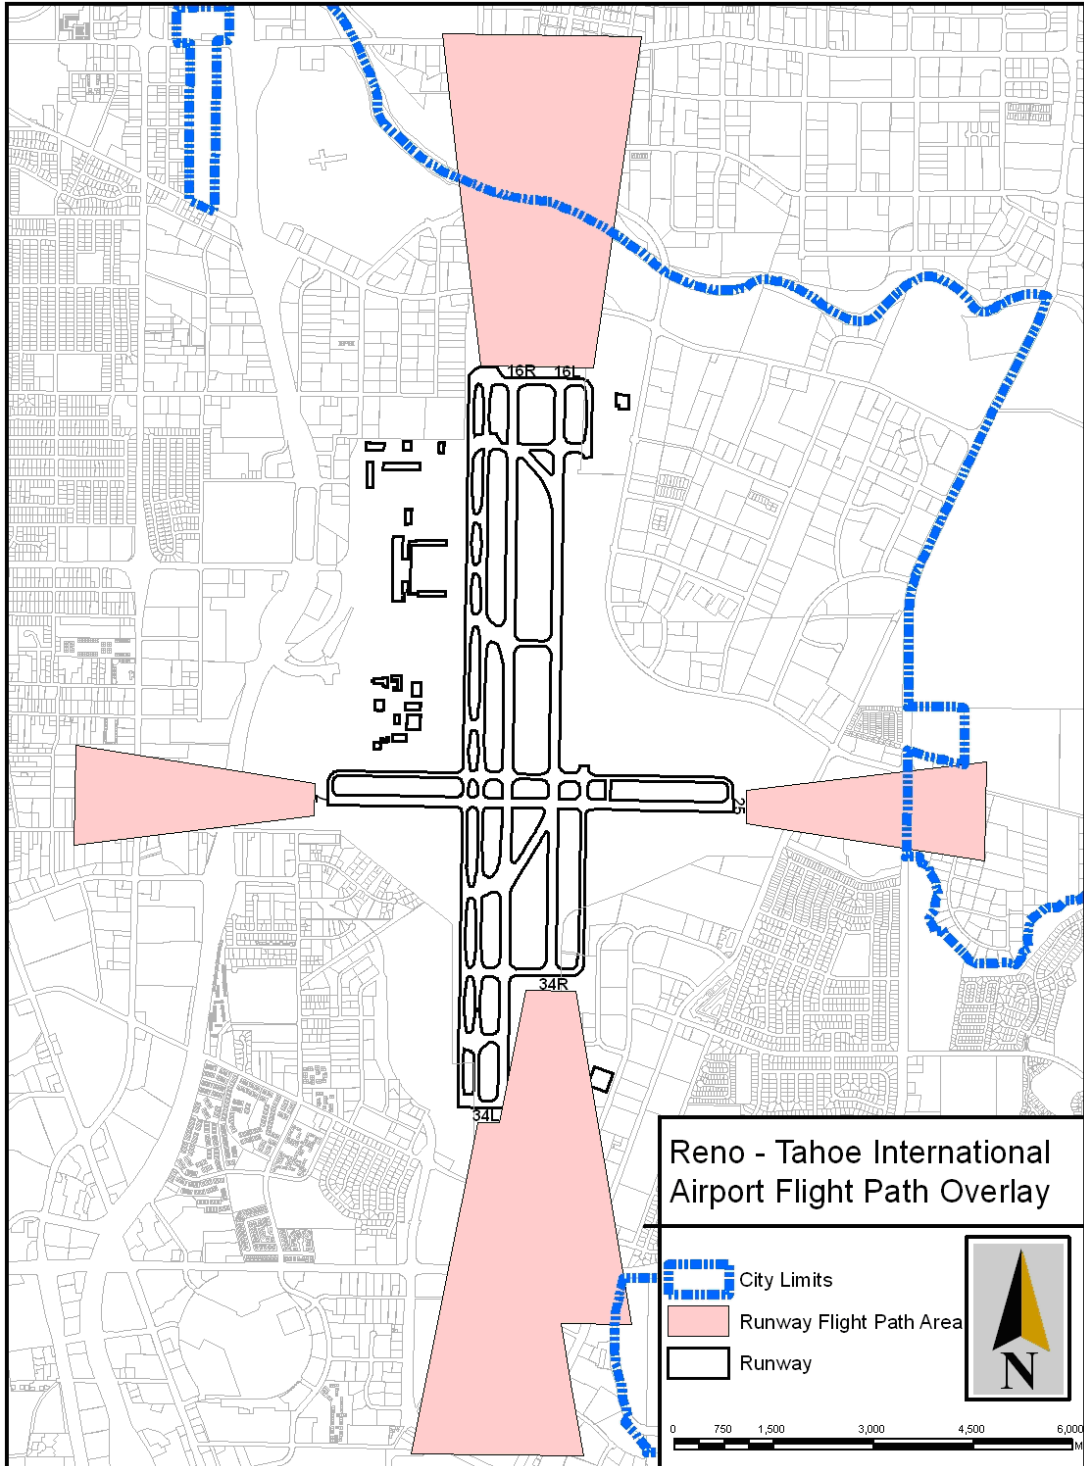 16R 16L
7
25
34R
34L
Reno - Tahoe International
Airport Flight Path Overlay
City Limits
Runway Flight Path Area
Runway
N
0 750 1,500 3,000 4,500 6,000
M